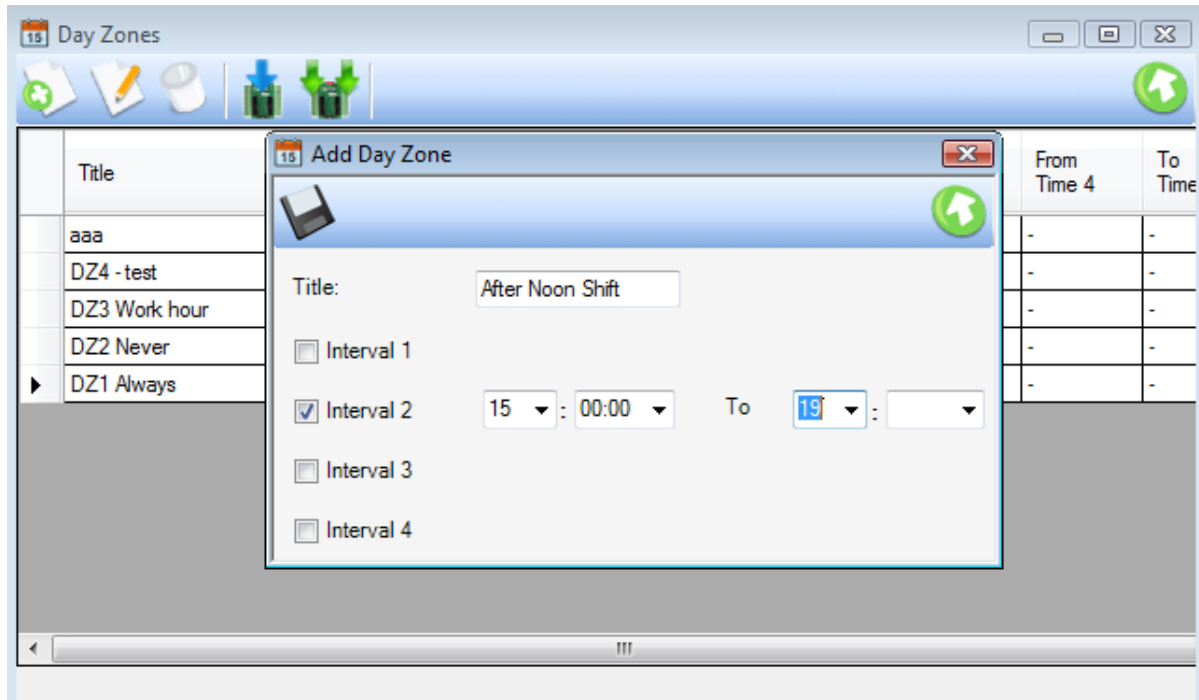 15 Day Zones
15 Add Day Zone
Title
From
Time 4
To
Time
aaa
-
-
DZ4 - test
-
-
DZ3 Work hour
-
-
DZ2 Never
-
-
DZ1 Always
-
-
Title: After Noon Shift
Interval 1
Interval 2 15 : 00:00 To 19 :
Interval 3
Interval 4